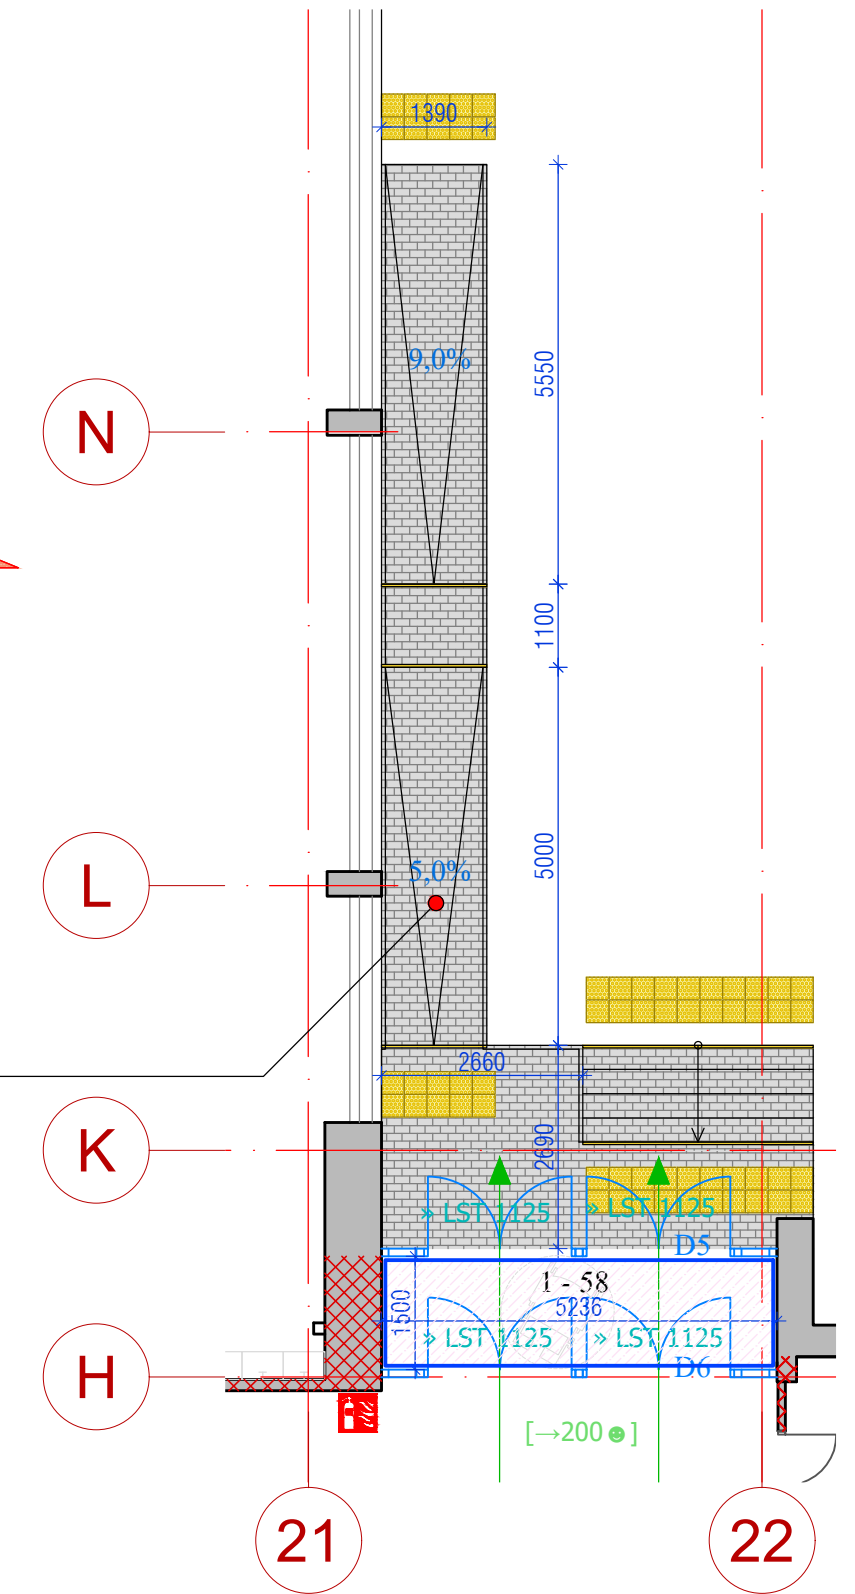 1390
9,0%
5550
N
1100
5000
L
5,0%
2660
K
2690
» LST 1125
» LST 1125
D5
1 - 58
1500
5236
» LST 1125
» LST 1125
H
D6
[→200☻]
21
22